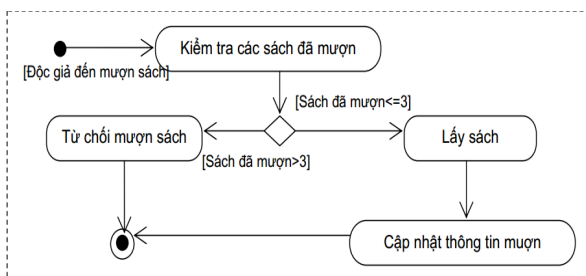 Kiểm tra các sách đã mượn
[Độc giả đến mượn sách]
[Sách đã mượn<=3]
Từ chối mượn sách
Lấy sách
[Sách đã mượn>3]
Cập nhật thông tin muợn